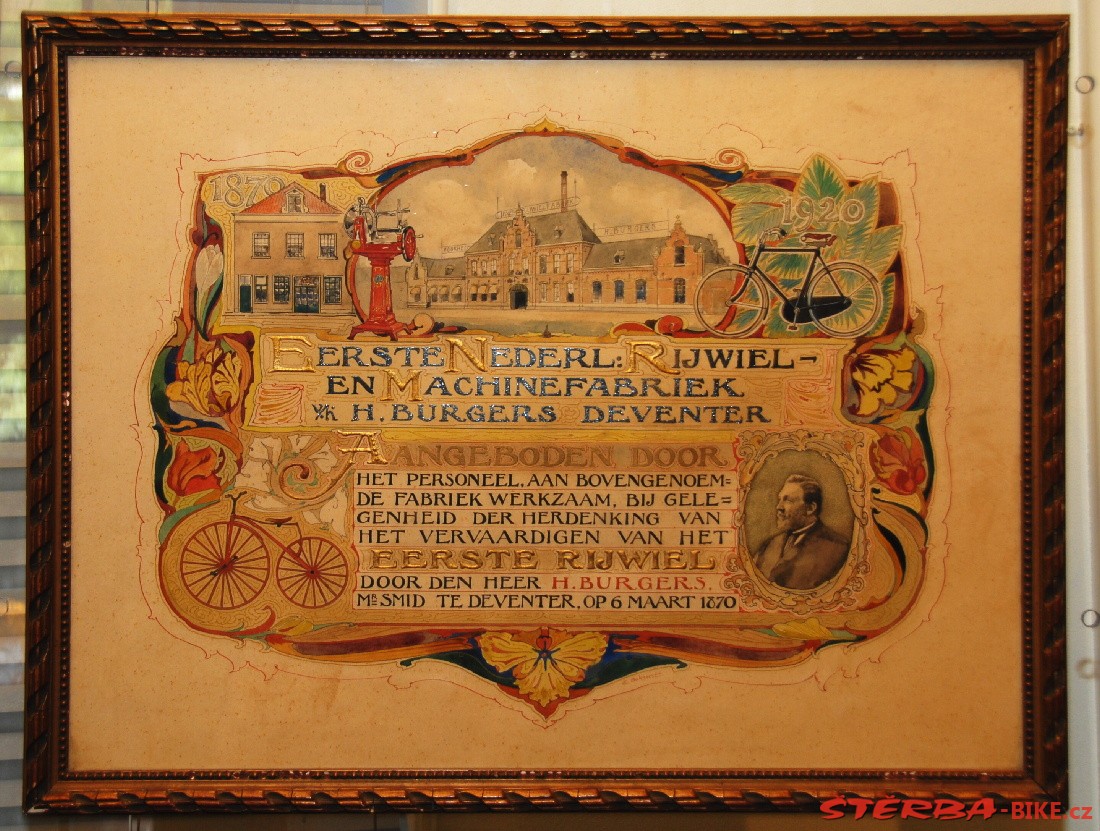 1870
1920
H. BURGERS
EERSTE NEDERL: RIJWIEL-
EN MACHINEFABRIEK
V/H H. BURGERS DEVENTER
AANGEBODEN DOOR
HET PERSONEEL, AAN BOVENGENOEM=
DE FABRIEK WERKZAAM, BIJ GELE=
GENHEID DER HERDENKING VAN
HET VERVAARDIGEN VAN HET
EERSTE RIJWIEL
DOOR DEN HEER H. BURGERS,
MR SMID TE DEVENTER, OP 6 MAART 1870
ŠTĚRBA-BIKE.cz